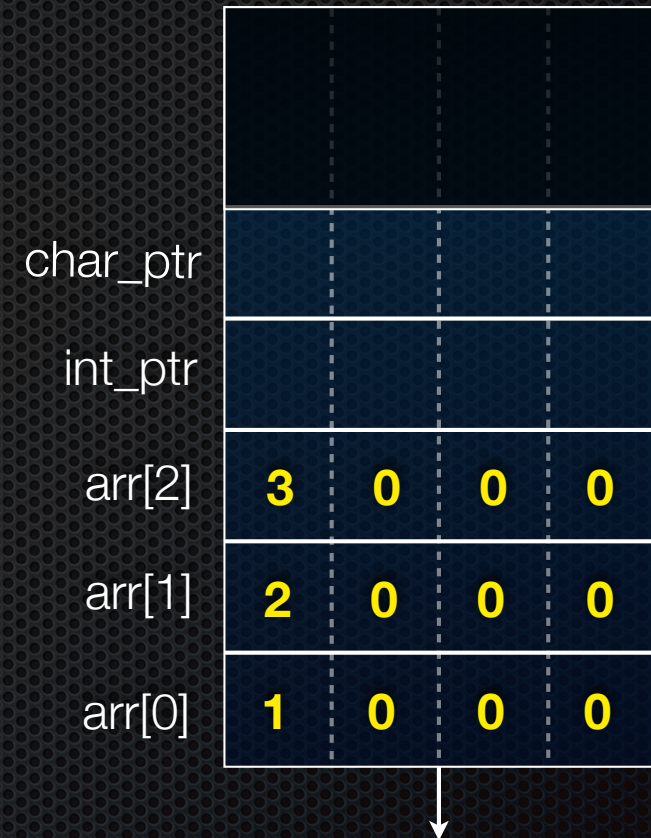 char_ptr
int_ptr
arr[2] 3 0 0 0
arr[1] 2 0 0 0
arr[0] 1 0 0 0